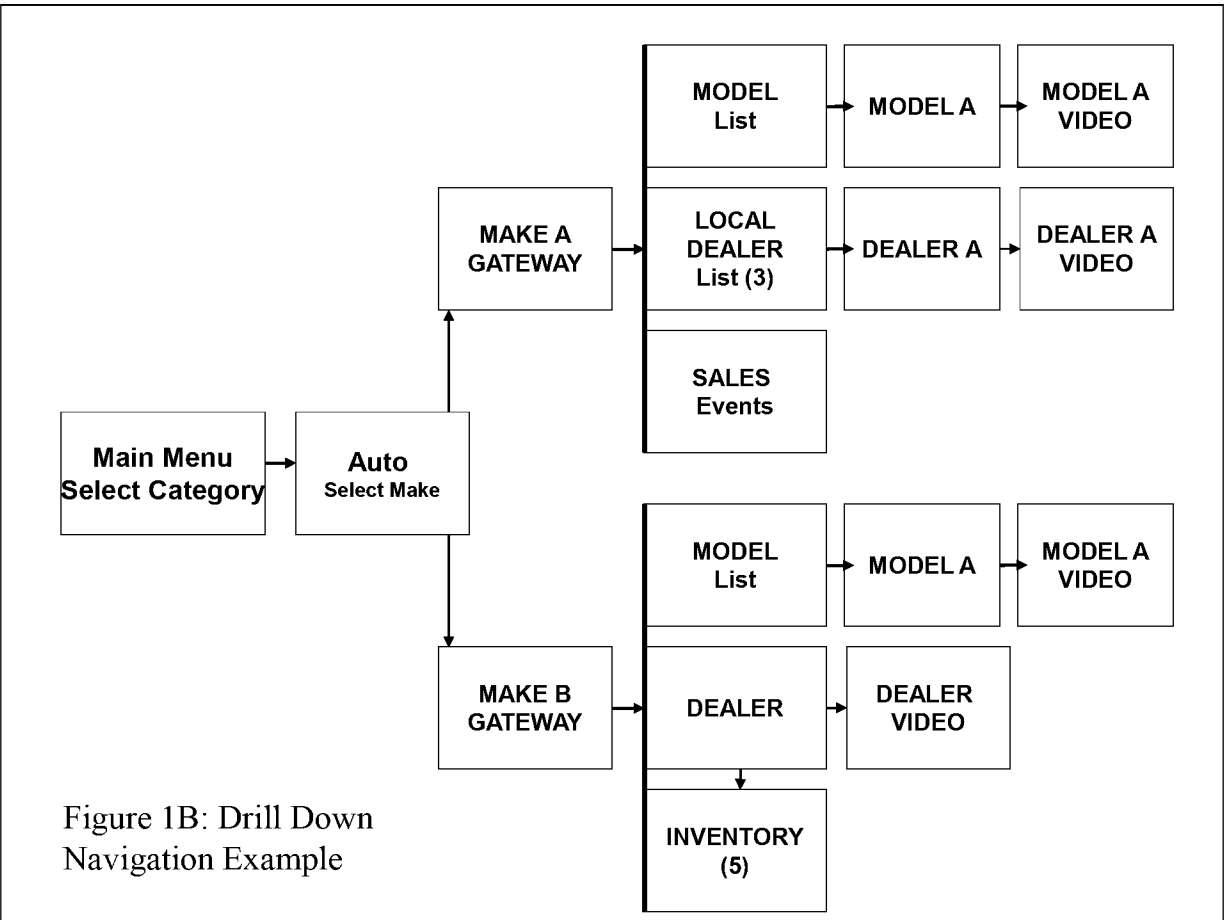 MODEL
List
MODEL A
MODEL A
VIDEO
MAKE A
GATEWAY
LOCAL
DEALER
List (3)
DEALER A
DEALER A
VIDEO
SALES
Events
Main Menu
Select Category
Auto
Select Make
MODEL
List
MODEL A
MODEL A
VIDEO
MAKE B
GATEWAY
DEALER
DEALER
VIDEO
INVENTORY
(5)
Figure 1B: Drill Down
Navigation Example